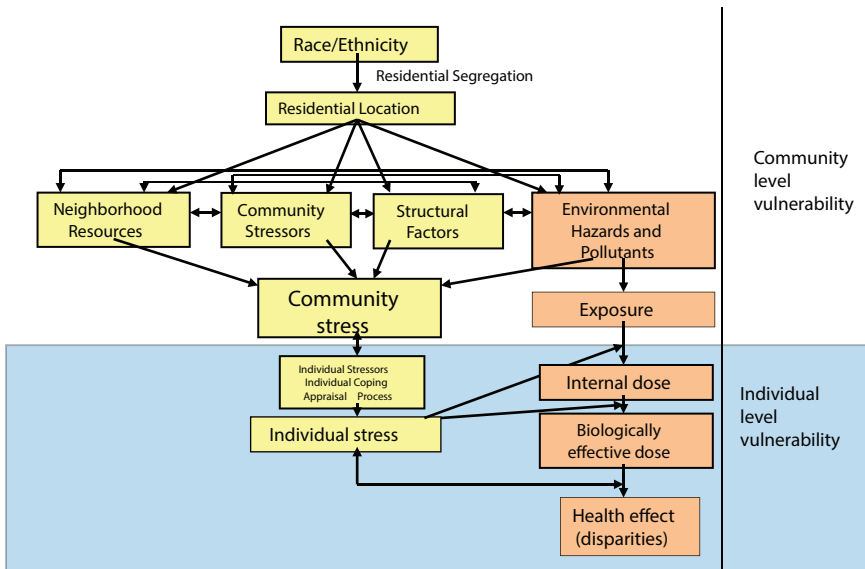 Race/Ethnicity
Residential Segregation
Residential Location
Community
level
vulnerability
Neighborhood
Resources
Community
Stressors
Structural
Factors
Environmental
Hazards and
Pollutants
Community
stress
Exposure
Individual Stressors
Individual Coping
Appraisal Process
Internal dose
Individual
level
vulnerability
Individual stress
Biologically
effective dose
Health effect
(disparities)